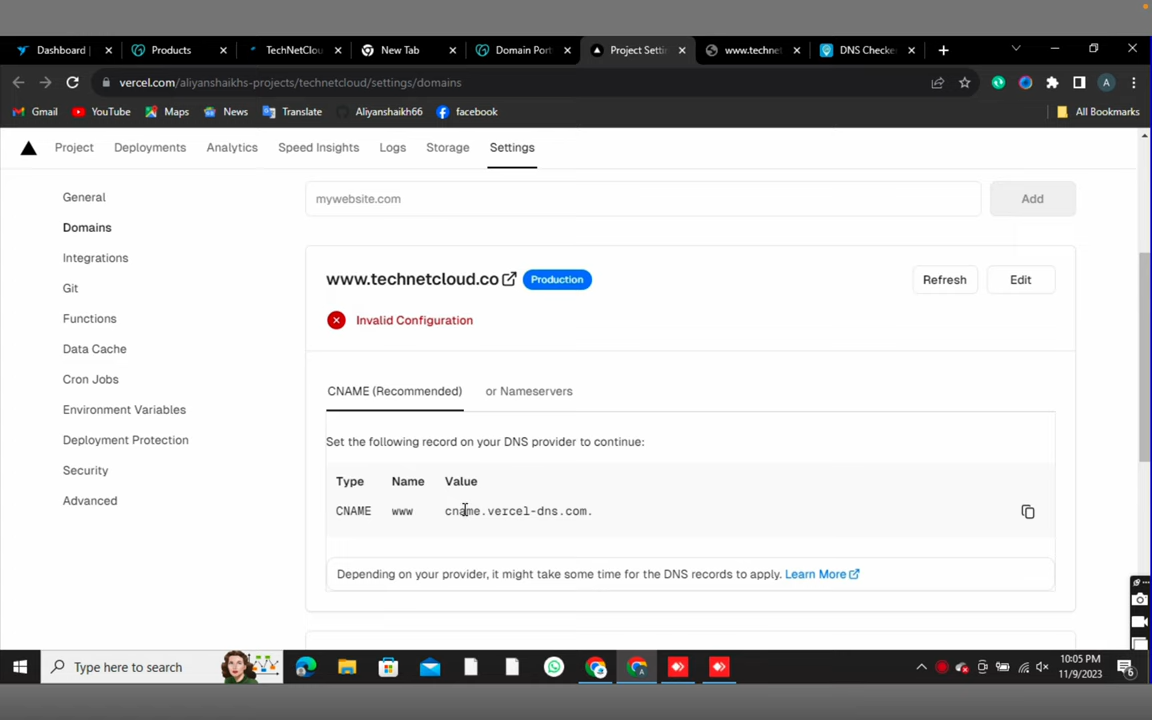 Dashboard
Products
TechNetClou
New Tab
Domain Port
Project Setti
www.techne
DNS Checke
vercel.com/aliyanshaikhs-projects/technetcloud/settings/domains
A
Gmail
YouTube
Maps
News
Translate
Aliyanshaikh66
facebook
All Bookmarks
Project
Deployments
Analytics
Speed Insights
Logs
Storage
Settings
General
Domains
Integrations
Git
Functions
Data Cache
Cron Jobs
Environment Variables
Deployment Protection
Security
Advanced
mywebsite.com
Add
www.technetcloud.co
Production
Refresh
Edit
Invalid Configuration
CNAME (Recommended)
or Nameservers
Set the following record on your DNS provider to continue:
Type Name Value
CNAME www cname.vercel-dns.com.
Depending on your provider, it might take some time for the DNS records to apply. Learn More
Type here to search
10:05 PM
11/9/2023
6